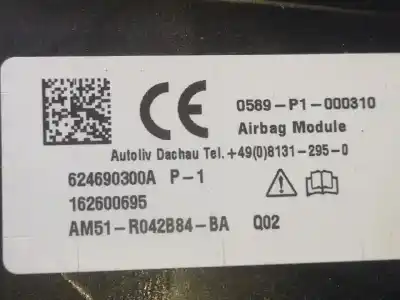 CE 0589-P1-000310
Airbag Module
Autoliv Dachau Tel.+49(0)8131-295-0
624690300A P-1
162600695
AM51-R042B84-BA Q02